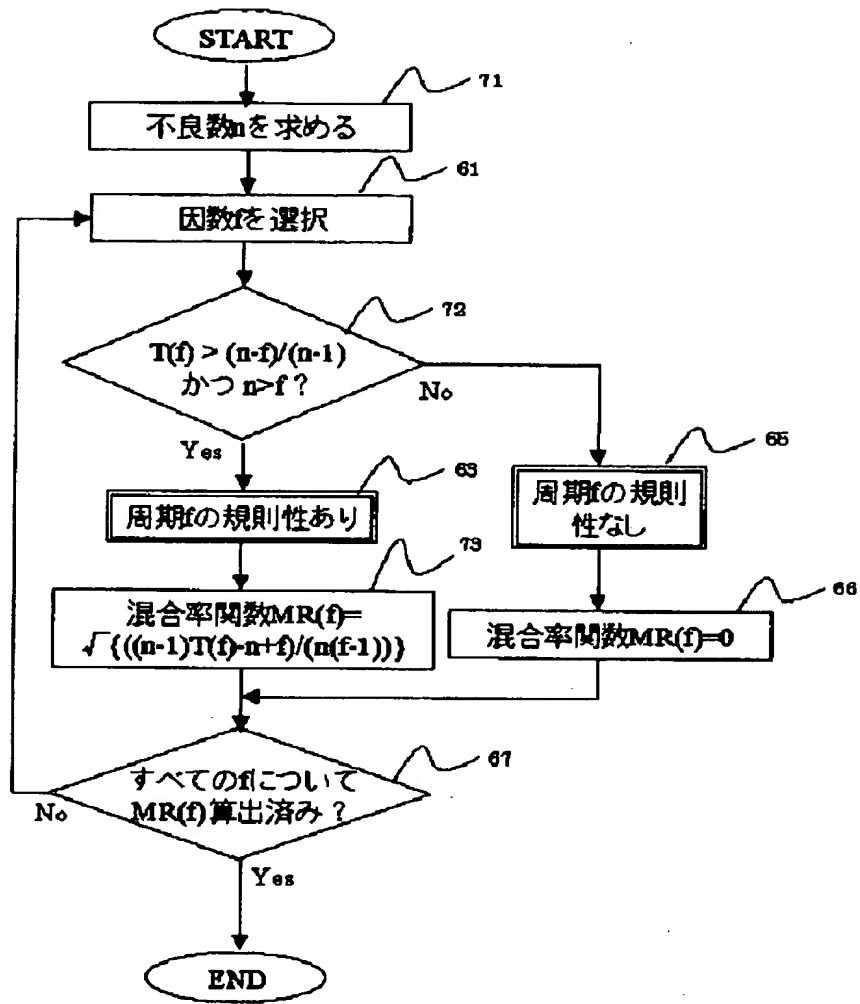 START
71
不良数nを求める
61
因数fを選択
72
T(f) > (n-f)/(n-1)
かつ n>f ?
No
Yes
63
周期fの規則性あり
65
周期fの規則
性なし
73
混合率関数MR(f)=
√{((n-1)T(f)-n+f)/(n(f-1))}
66
混合率関数MR(f)=0
67
すべてのfについて
MR(f)算出済み?
No
Yes
END